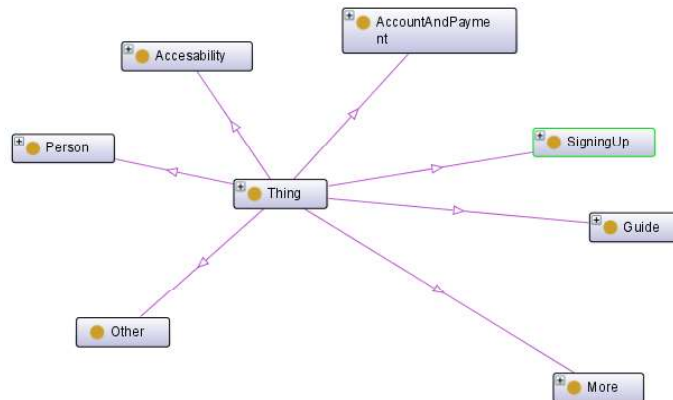 AccountAndPayme
nt
Accesability
SigningUp
Person
Thing
Guide
Other
More